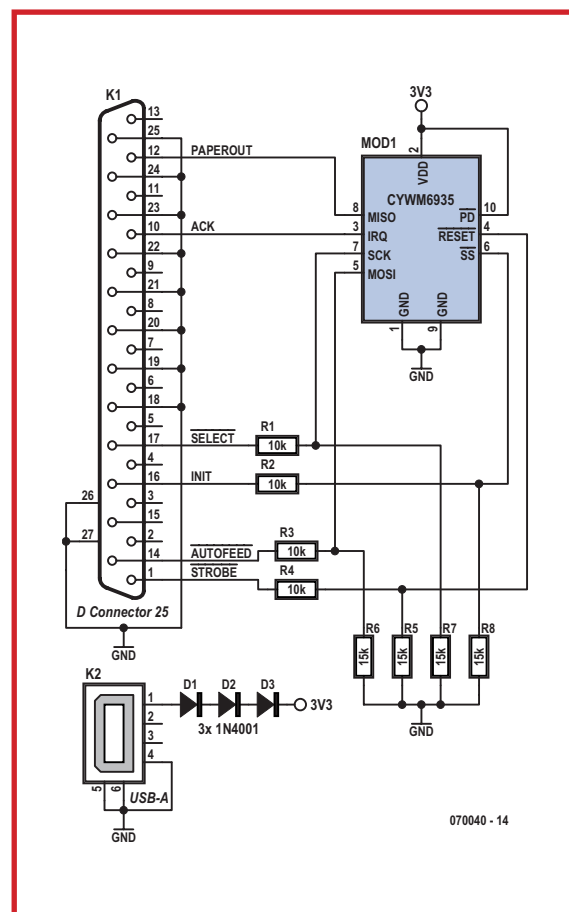 K1
13
25
12 PAPEROUT
24
11
23
10 ACK
22
9
21
8
20
7
19
6
18
5
17 SELECT
4
16 INIT
3
15
2
14 AUTOFEED
1 STROBE
26
27
D Connector 25
GND
3V3
MOD1
2
VDD
CYWM6935
8 MISO
PD 10
3 IRQ
RESET 4
7 SCK
SS 6
5 MOSI
GND
GND
1
9
GND
R1
10k
R2
10k
R3
10k
R4
10k
R6
R5
R7
R8
15k
15k
15k
15k
GND
K2
1
2
3
4
5
6
USB-A
GND
D1
D2
D3
3V3
3x 1N4001
070040 - 14